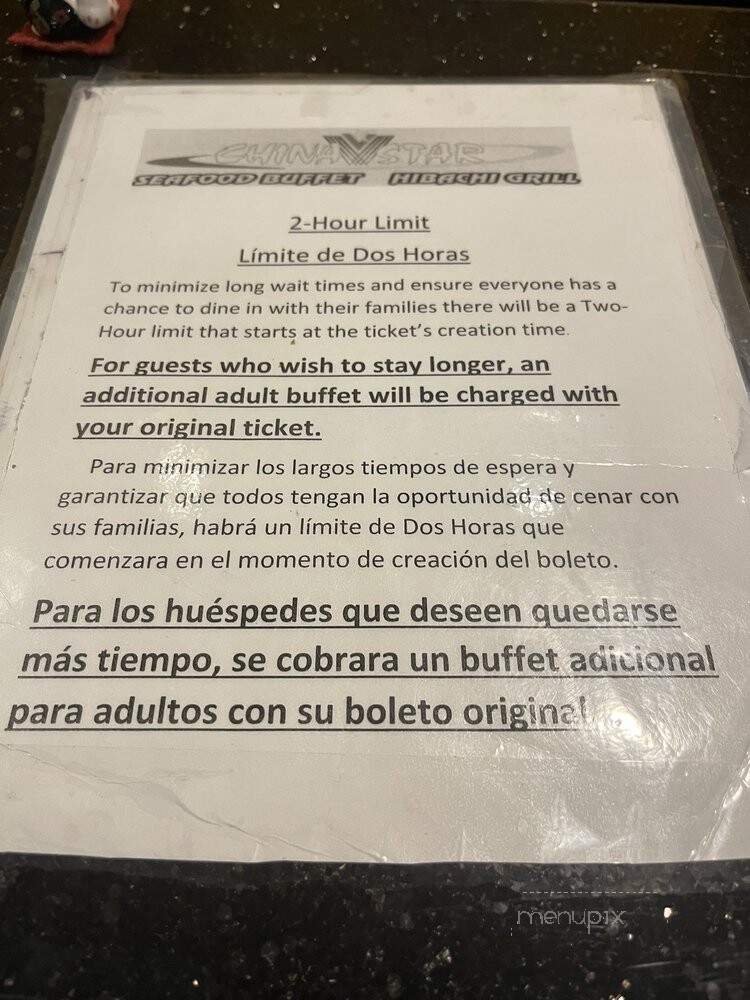 CHINA STAR
SEAFOOD BUFFET HIBACHI GRILL
2-Hour Limit
Límite de Dos Horas
To minimize long wait times and ensure everyone has a
chance to dine in with their families there will be a Two-
Hour limit that starts at the ticket's creation time.
For guests who wish to stay longer, an
additional adult buffet will be charged with
your original ticket.
Para minimizar los largos tiempos de espera y
garantizar que todos tengan la oportunidad de cenar con
sus familias, habrá un límite de Dos Horas que
comenzara en el momento de creación del boleto.
Para los huéspedes que deseen quedarse
más tiempo, se cobrara un buffet adicional
para adultos con su boleto original
menupix